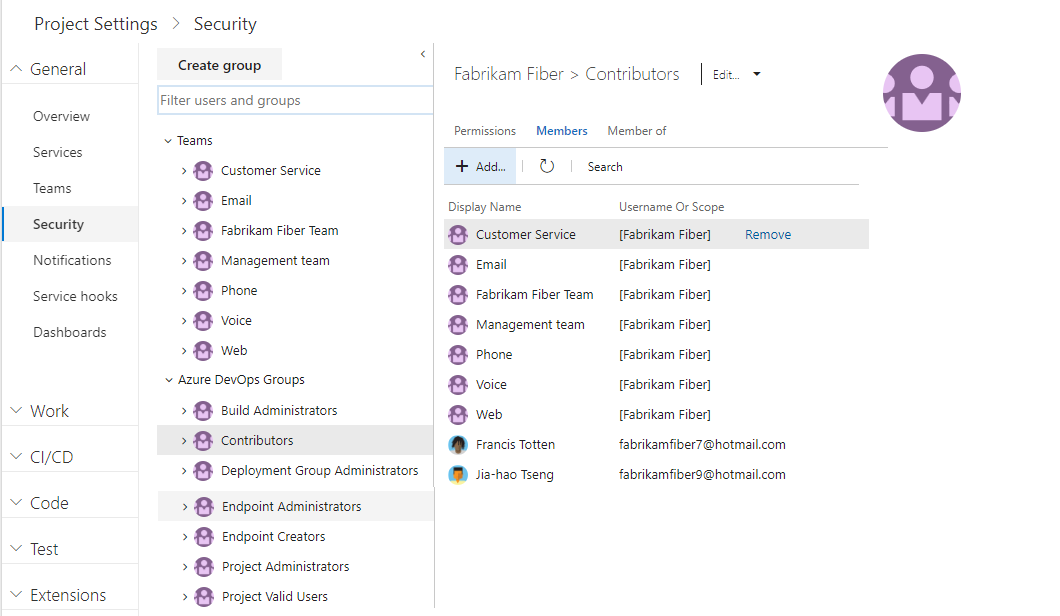 Project Settings > Security
General
Overview
Services
Teams
Security
Notifications
Service hooks
Dashboards
Work
CI/CD
Code
Test
Extensions
Create group
Filter users and groups
Teams
Customer Service
Email
Fabrikam Fiber Team
Management team
Phone
Voice
Web
Azure DevOps Groups
Build Administrators
Contributors
Deployment Group Administrators
Endpoint Administrators
Endpoint Creators
Project Administrators
Project Valid Users
Fabrikam Fiber > Contributors | Edit...
Permissions Members Member of
+ Add... Search
Display Name Username Or Scope
Customer Service [Fabrikam Fiber] Remove
Email [Fabrikam Fiber]
Fabrikam Fiber Team [Fabrikam Fiber]
Management team [Fabrikam Fiber]
Phone [Fabrikam Fiber]
Voice [Fabrikam Fiber]
Web [Fabrikam Fiber]
Francis Totten fabrikamfiber7@hotmail.com
Jia-hao Tseng fabrikamfiber9@hotmail.com